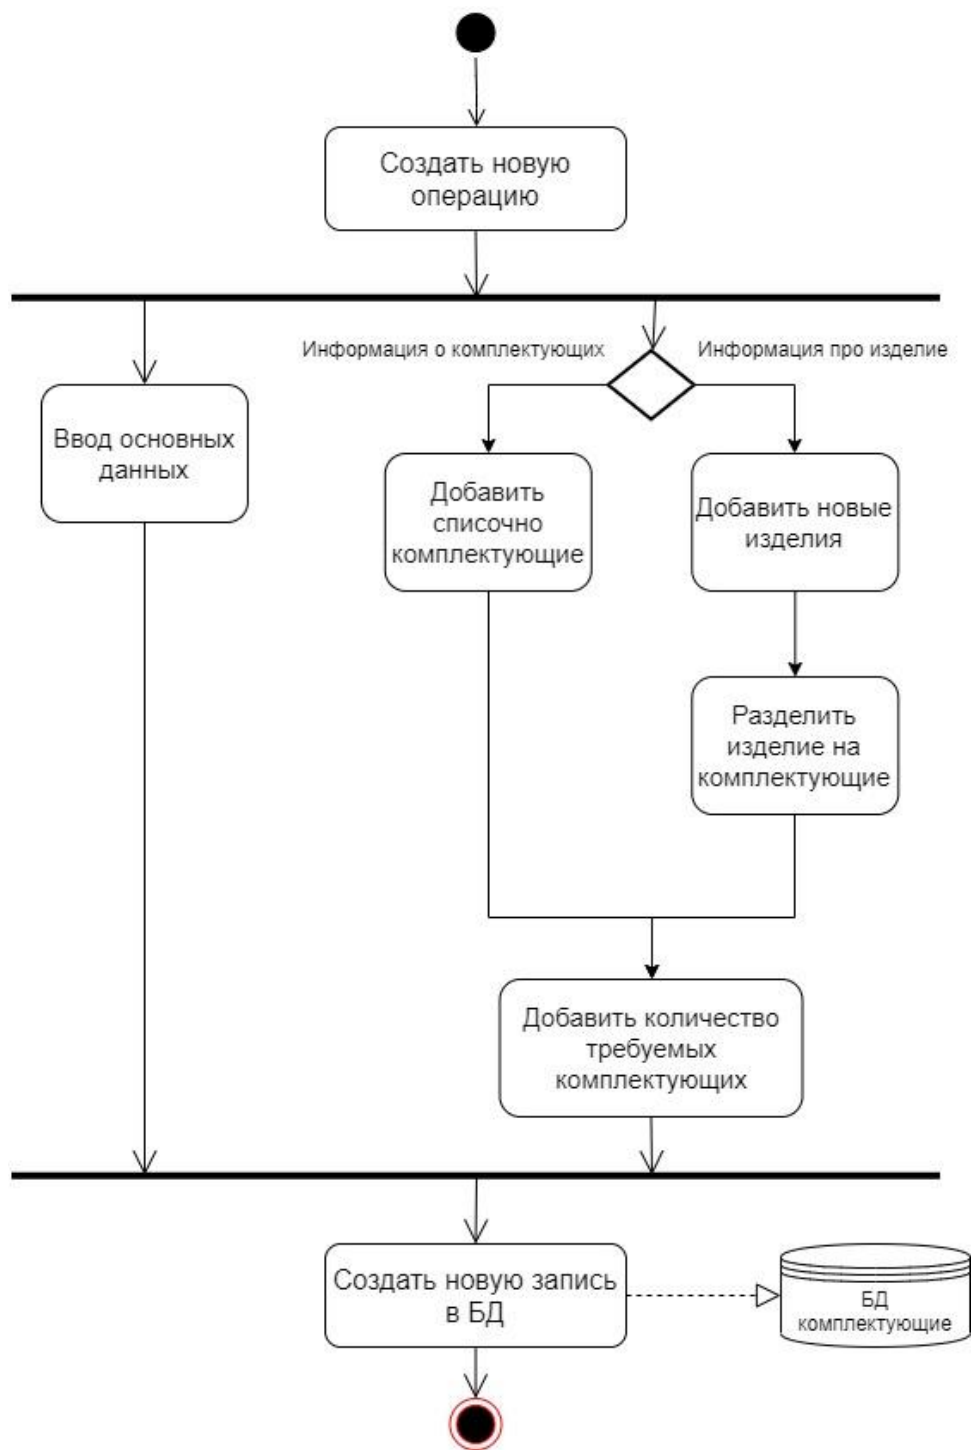 Создать новую
операцию
Информация о комплектующих
Информация про изделие
Ввод основных
данных
Добавить
списочно
комплектующие
Добавить новые
изделия
Разделить
изделие на
комплектующие
Добавить количество
требуемых
комплектующих
Создать новую запись
в БД
БД
комплектующие